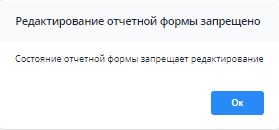 Редактирование отчетной формы запрещено
Состояние отчетной формы запрещает редактирование
Ок